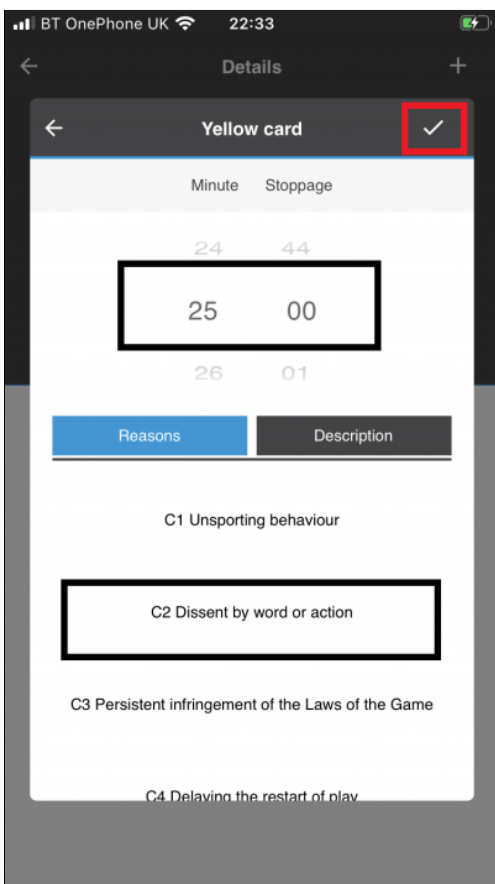 BT OnePhone UK 22:33
Details
Yellow card
Minute Stoppage
24 44
25 00
26 01
Reasons Description
C1 Unsporting behaviour
C2 Dissent by word or action
C3 Persistent infringement of the Laws of the Game
C4 Delaying the restart of play